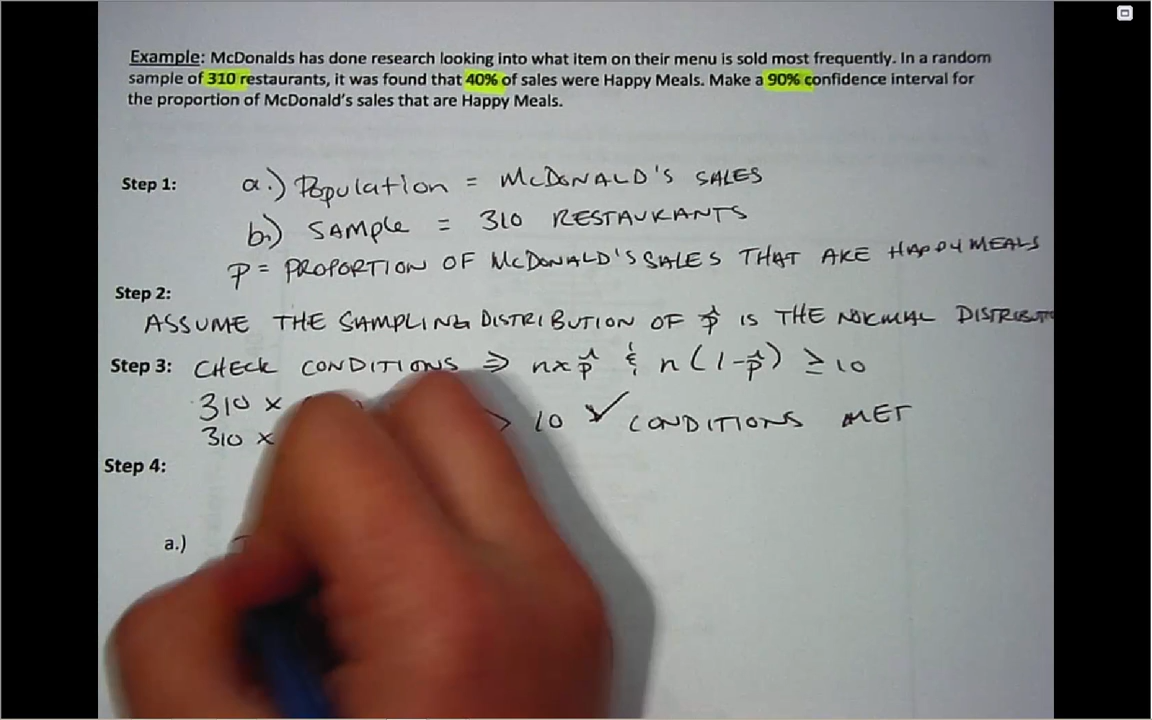 Example: McDonalds has done research looking into what item on their menu is sold most frequently. In a random
sample of 310 restaurants, it was found that 40% of sales were Happy Meals. Make a 90% confidence interval for
the proportion of McDonald's sales that are Happy Meals.
Step 1: a.) Population = McDONALD'S SALES
b.) SAMPLE = 310 RESTAURANTS
P = PROPORTION OF McDONALD'S SALES THAT ARE HAPPY MEALS
Step 2:
ASSUME THE SAMPLING DISTRIBUTION OF p̂ IS THE NORMAL DISTRIBUTIO
Step 3: CHECK CONDITIONS ⇒ n×p̂ & n(1-p̂) ≥ 10
310 ×
310 × > 10 ✓ CONDITIONS MET
Step 4:
a.)